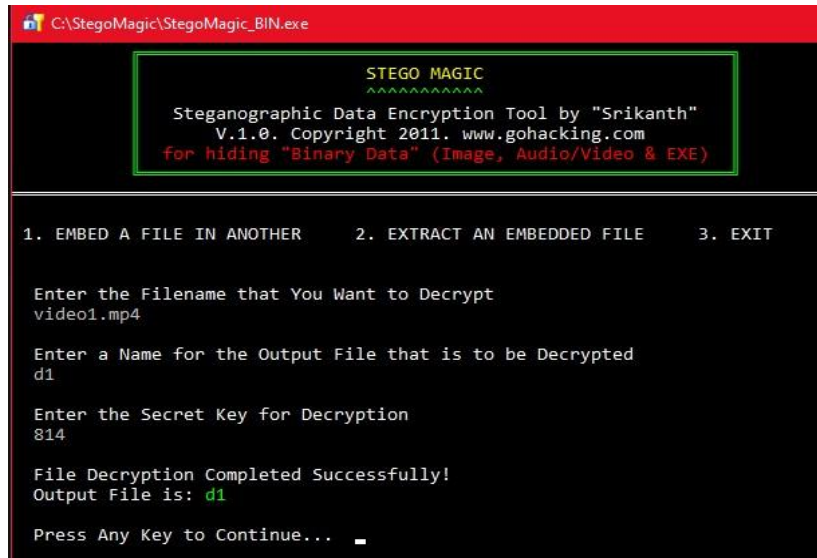 C:\StegoMagic\StegoMagic_BIN.exe
STEGO MAGIC
^^^^^^^^^^^
Steganographic Data Encryption Tool by "Srikanth"
V.1.0. Copyright 2011. www.gohacking.com
for hiding "Binary Data" (Image, Audio/Video & EXE)
1. EMBED A FILE IN ANOTHER 2. EXTRACT AN EMBEDDED FILE 3. EXIT
Enter the Filename that You Want to Decrypt
video1.mp4
Enter a Name for the Output File that is to be Decrypted
d1
Enter the Secret Key for Decryption
814
File Decryption Completed Successfully!
Output File is: d1
Press Any Key to Continue...